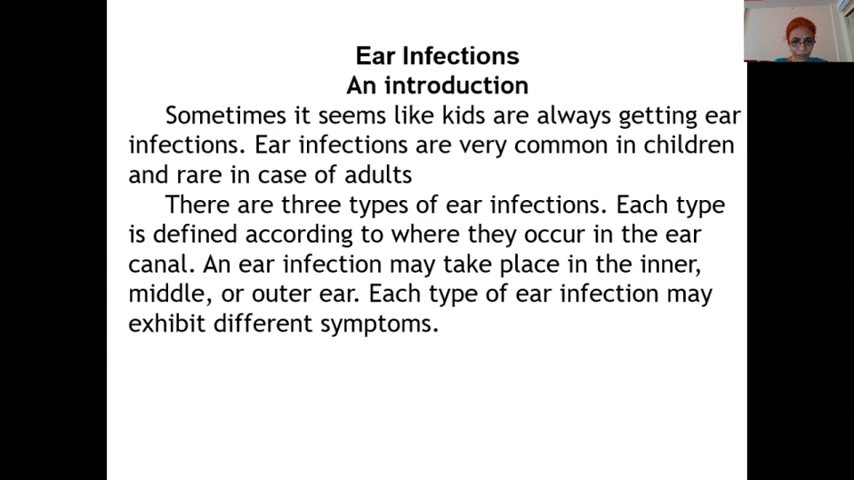 Ear Infections
An introduction
Sometimes it seems like kids are always getting ear
infections. Ear infections are very common in children
and rare in case of adults
There are three types of ear infections. Each type
is defined according to where they occur in the ear
canal. An ear infection may take place in the inner,
middle, or outer ear. Each type of ear infection may
exhibit different symptoms.